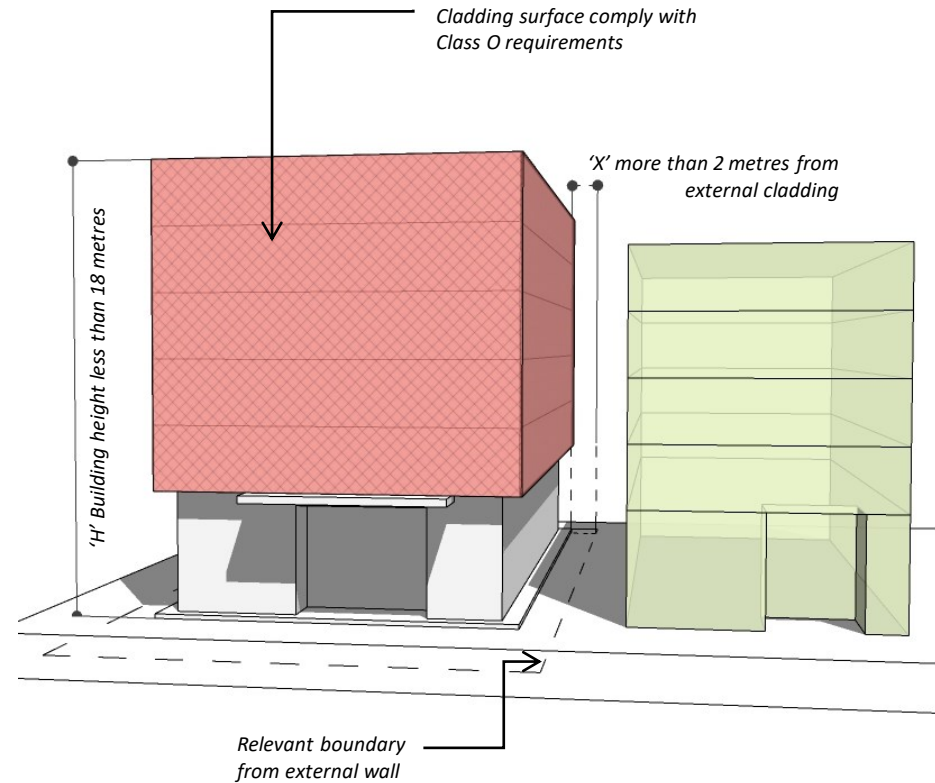 Cladding surface comply with
Class O requirements
‘X’ more than 2 metres from
external cladding
‘H’ Building height less than 18 metres
Relevant boundary
from external wall